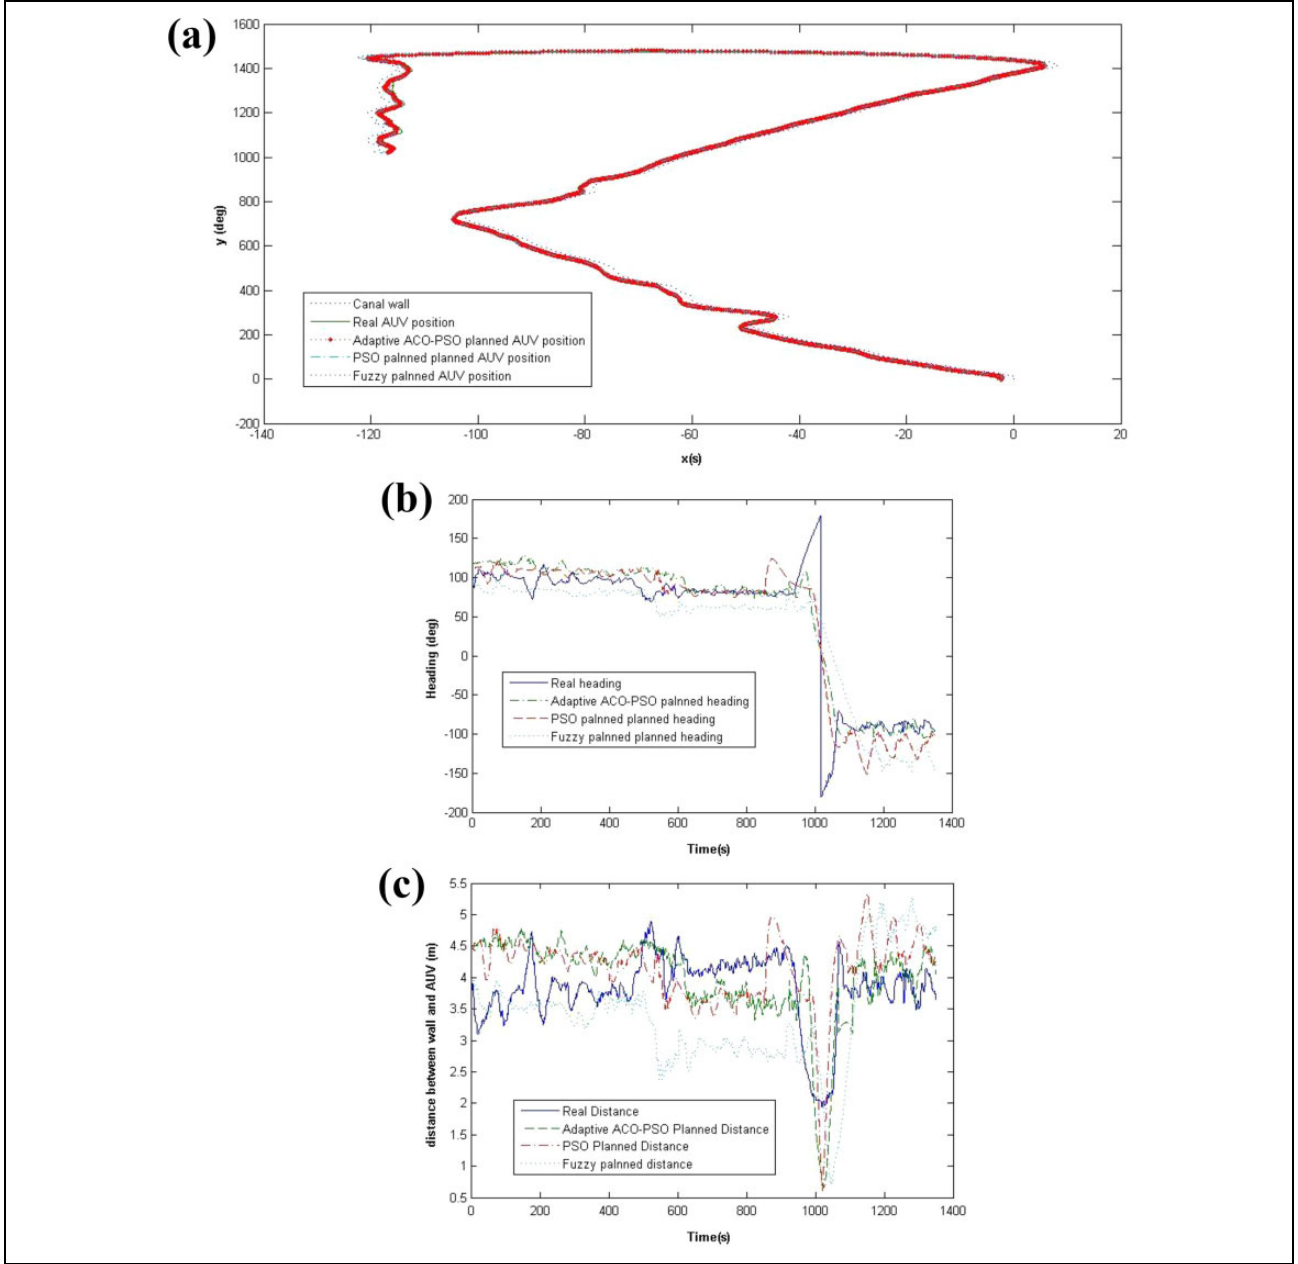 (a)
1600
1400
1200
1000
800
600
400
200
0
-200
y (deg)
Canal wall
Real AUV position
Adaptive ACO-PSO planned AUV position
PSO palnned planned AUV position
Fuzzy palnned AUV position
-140 -120 -100 -80 -60 -40 -20 0 20
x(s)
(b)
200
150
100
50
0
-50
-100
-150
-200
Heading (deg)
Real heading
Adaptive ACO-PSO palnned heading
PSO palnned planned heading
Fuzzy palnned planned heading
0 200 400 600 800 1000 1200 1400
Time(s)
(c)
5.5
5
4.5
4
3.5
3
2.5
2
1.5
1
0.5
distance between wall and AUV (m)
Real Distance
Adaptive ACO-PSO Planned Distance
PSO Planned Distance
Fuzzy palnned distance
0 200 400 600 800 1000 1200 1400
Time(s)